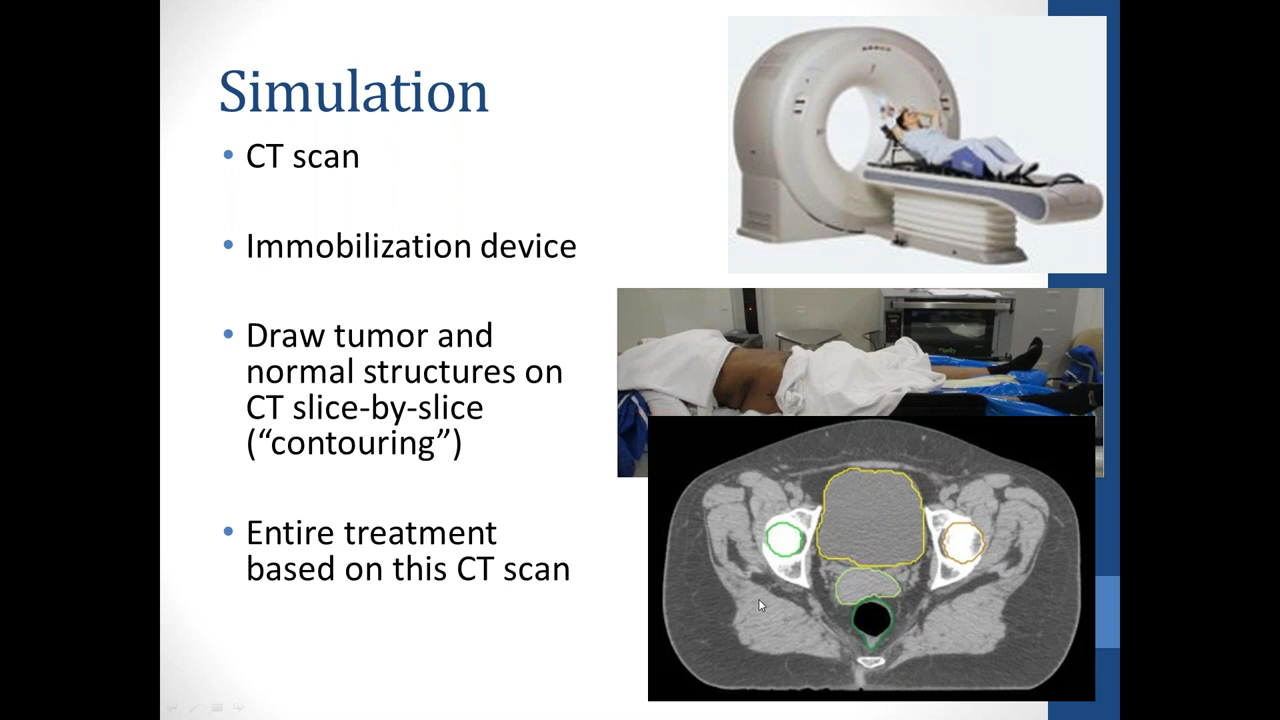 Simulation
• CT scan
• Immobilization device
• Draw tumor and
normal structures on
CT slice-by-slice
(“contouring”)
• Entire treatment
based on this CT scan